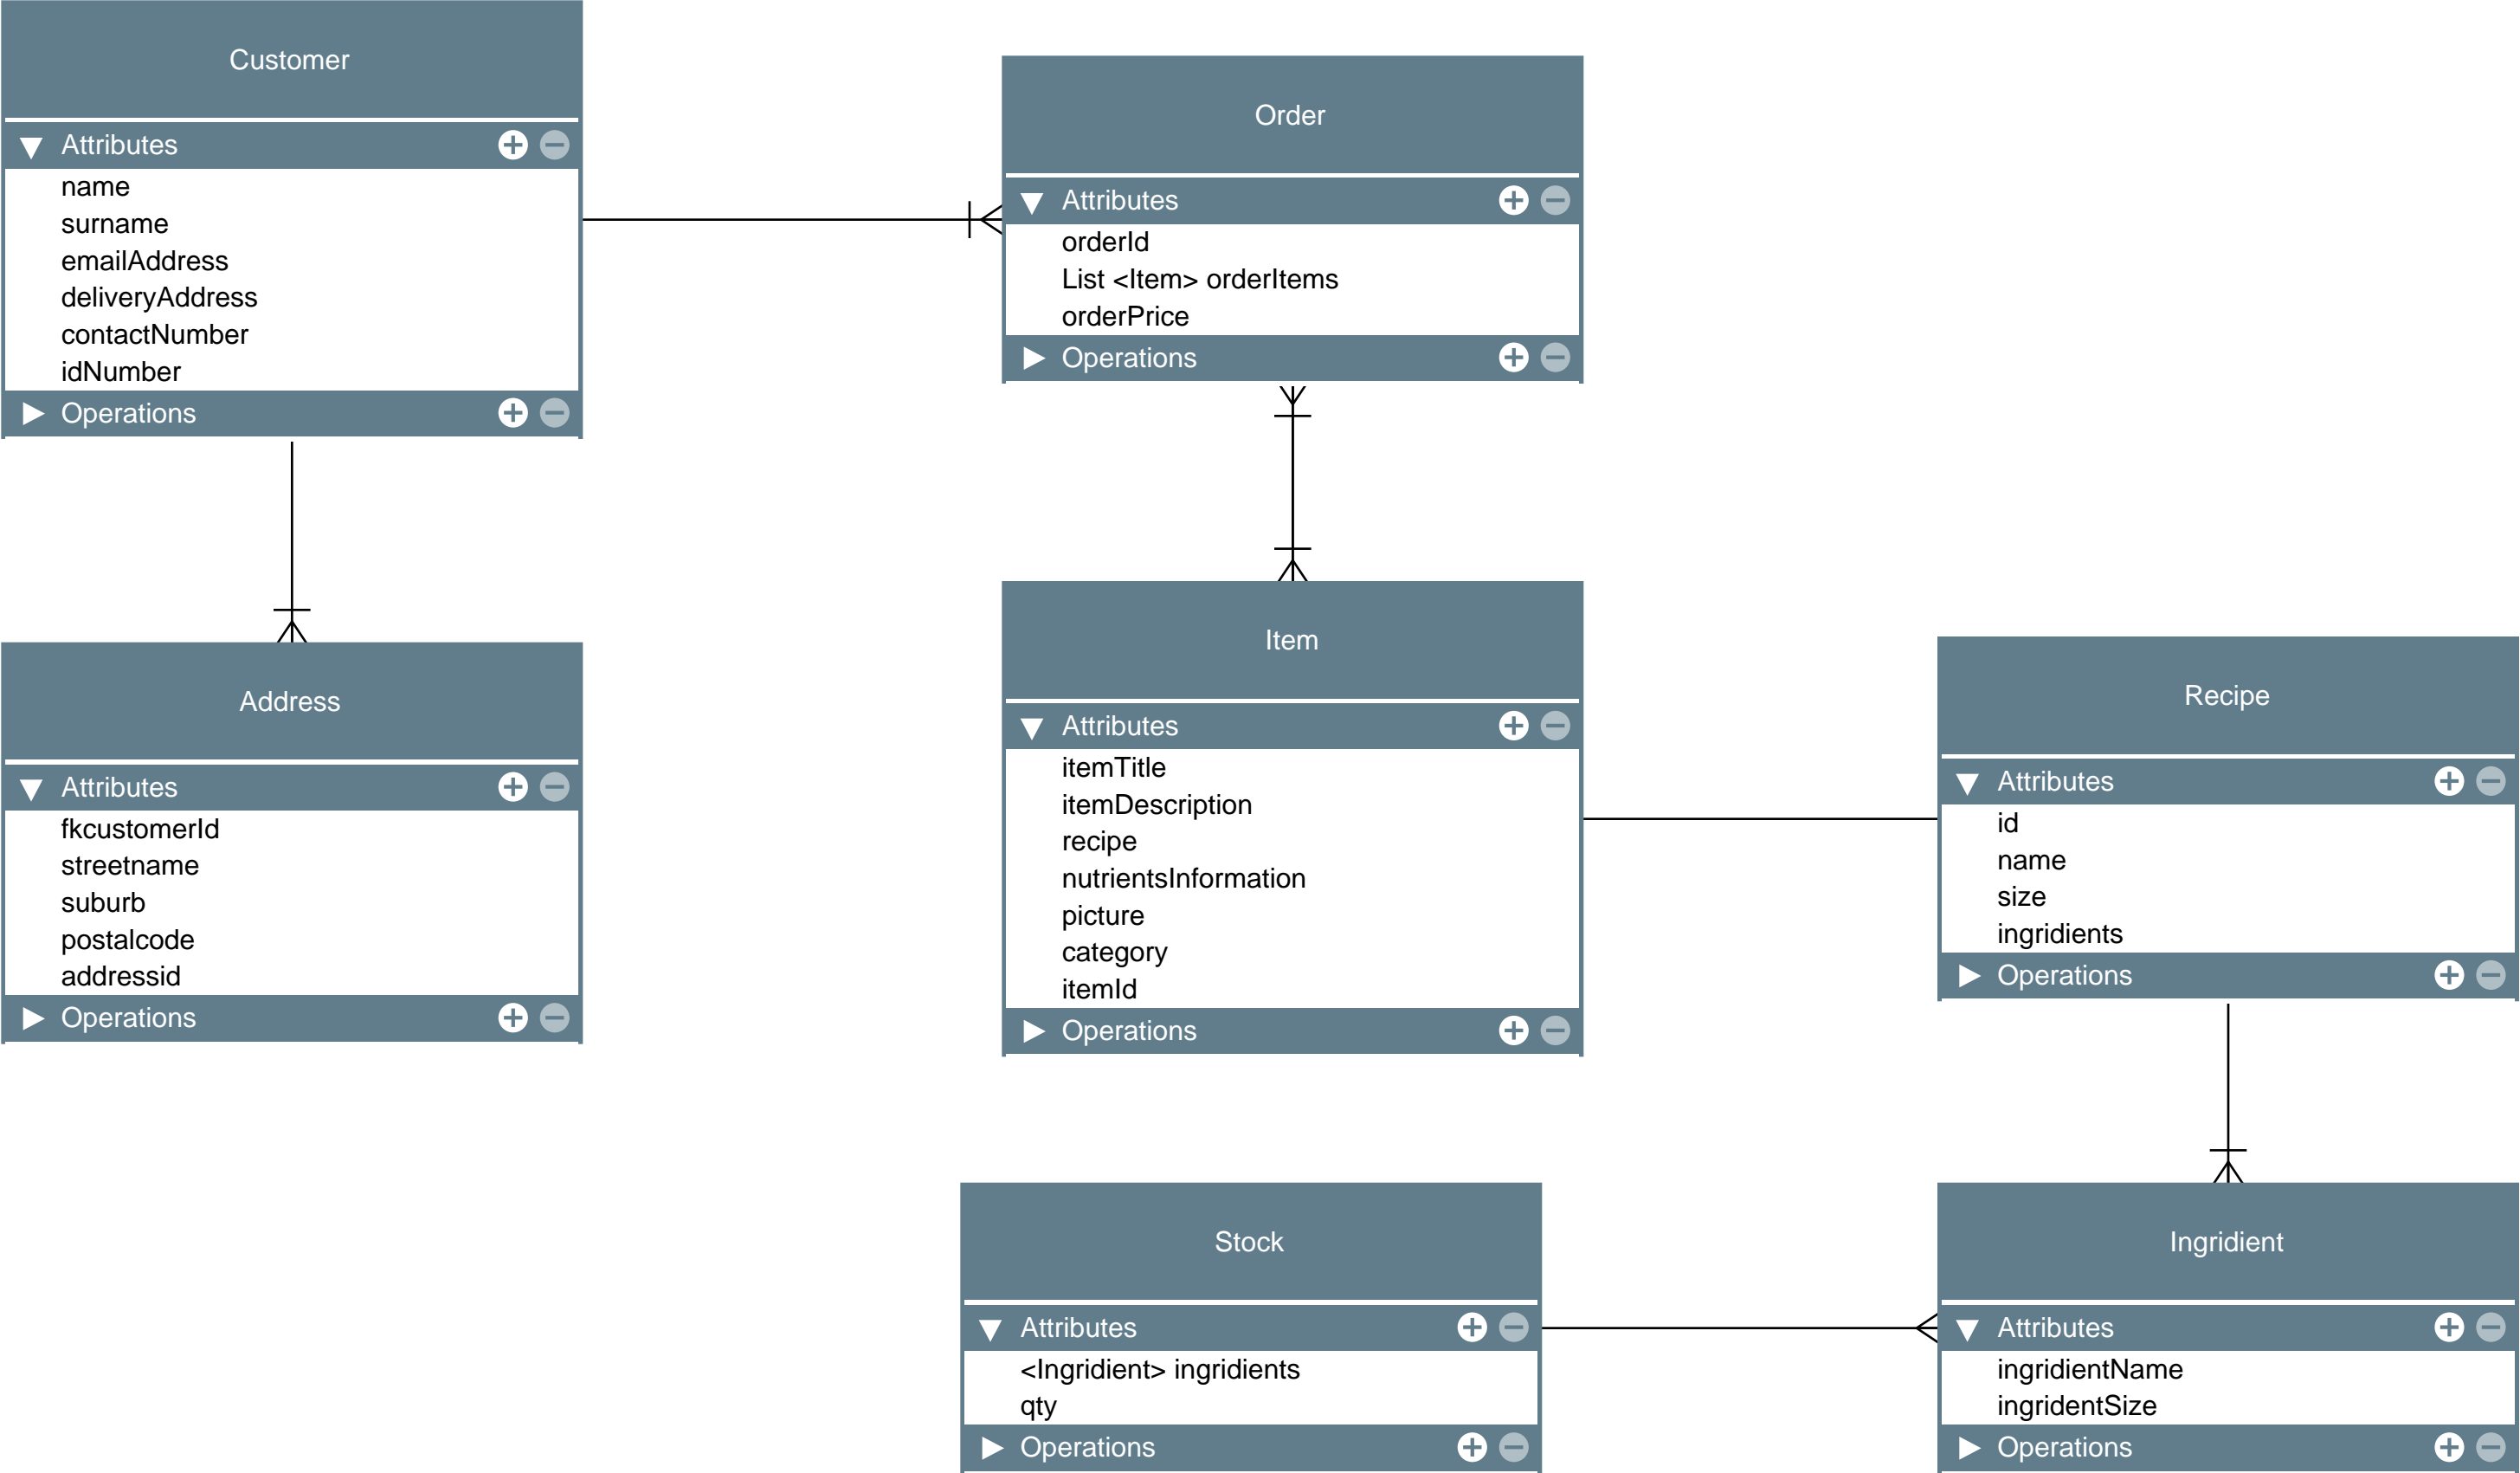 Customer
Attributes
name
surname
emailAddress
deliveryAddress
contactNumber
idNumber
Operations
Order
Attributes
orderId
List <Item> orderItems
orderPrice
Operations
Address
Attributes
fkcustomerId
streetname
suburb
postalcode
addressid
Operations
Item
Attributes
itemTitle
itemDescription
recipe
nutrientsInformation
picture
category
itemId
Operations
Recipe
Attributes
id
name
size
ingridients
Operations
Stock
Attributes
<Ingridient> ingridients
qty
Operations
Ingridient
Attributes
ingridientName
ingridentSize
Operations